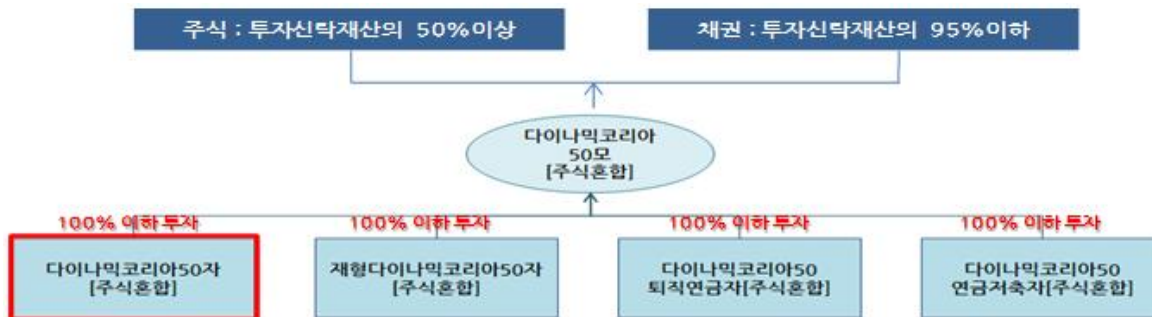 주식 : 투자신탁재산의 50%이상
채권 : 투자신탁재산의 95%이하
다이나믹코리아
50모
[주식혼합]
100% 이하 투자
100% 이하 투자
100% 이하 투자
100% 이하 투자
다이나믹코리아50자
[주식혼합]
재형다이나믹코리아50자
[주식혼합]
다이나믹코리아50
퇴직연금자[주식혼합]
다이나믹코리아50
연금저축자[주식혼합]